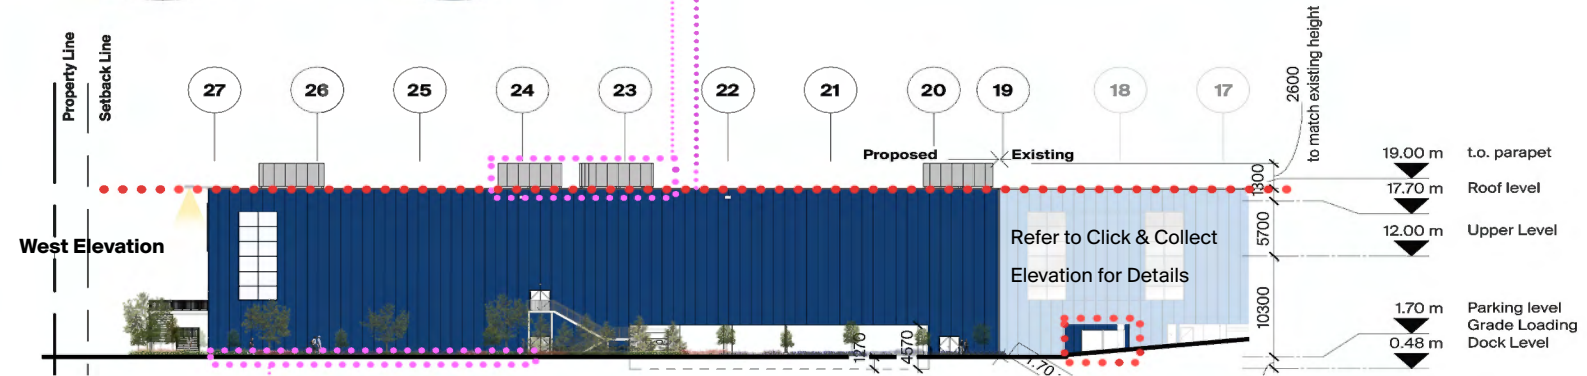 Property Line
Setback Line
27
26
25
24
23
22
21
20
19
18
17
2600
to match existing height
Proposed
Existing
1300
19.00 m t.o. parapet
17.70 m Roof level
West Elevation
Refer to Click & Collect
Elevation for Details
5700
12.00 m Upper Level
10300
1.70 m Parking level
Grade Loading
0.48 m Dock Level
1270
4570
1.70